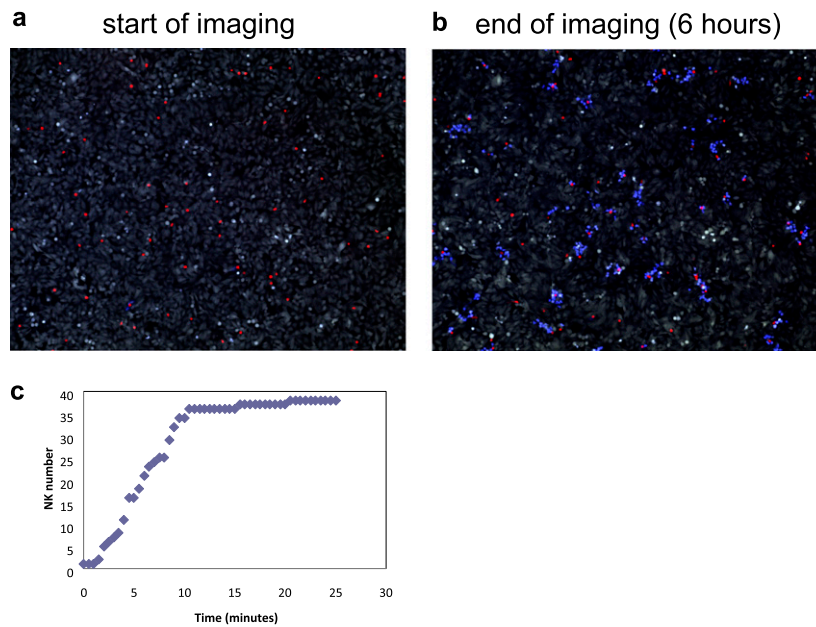 a start of imaging
b end of imaging (6 hours)
c
NK number
40
35
30
25
20
15
10
5
0
0 5 10 15 20 25 30
Time (minutes)